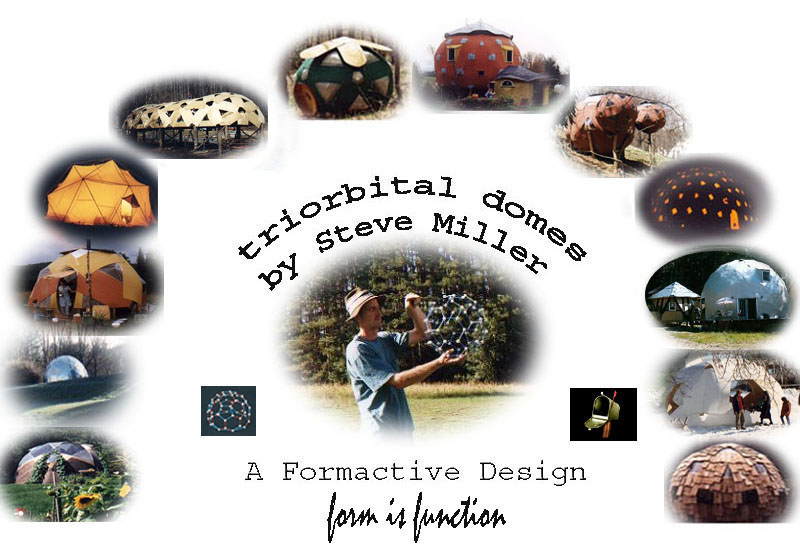 triorbital domes
by Steve Miller
A Formactive Design
form is function